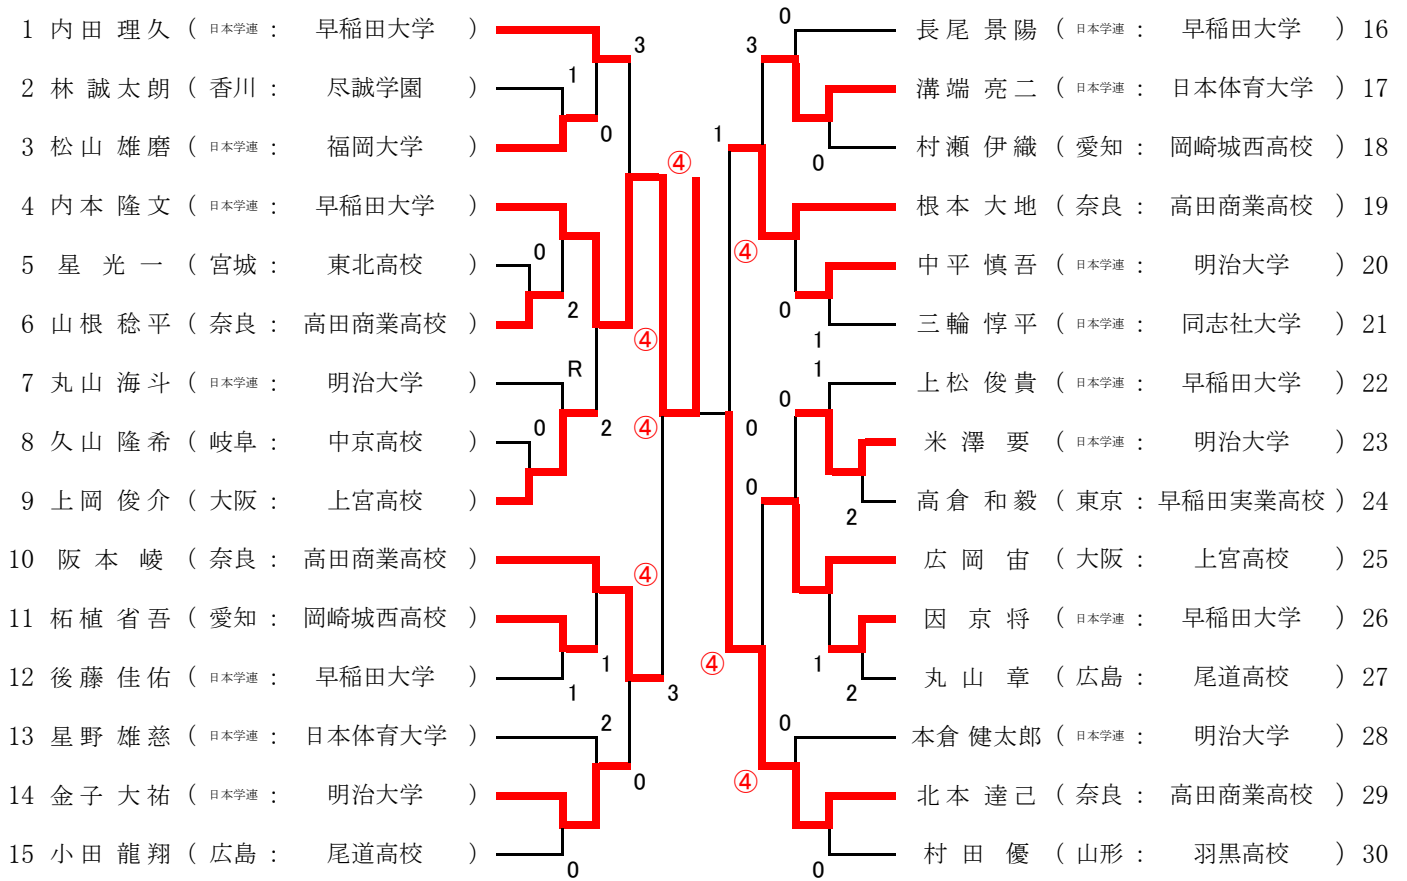 1 内田 理久 ( 日本学連 : 早稲田大学 )
2 林 誠太朗 ( 香川 : 尽誠学園 )
3 松山 雄磨 ( 日本学連 : 福岡大学 )
4 内本 隆文 ( 日本学連 : 早稲田大学 )
5 星 光一 ( 宮城 : 東北高校 )
6 山根 稔平 ( 奈良 : 高田商業高校 )
7 丸山 海斗 ( 日本学連 : 明治大学 )
8 久山 隆希 ( 岐阜 : 中京高校 )
9 上岡 俊介 ( 大阪 : 上宮高校 )
10 阪本 崚 ( 奈良 : 高田商業高校 )
11 柘植 省吾 ( 愛知 : 岡崎城西高校 )
12 後藤 佳佑 ( 日本学連 : 早稲田大学 )
13 星野 雄慈 ( 日本学連 : 日本体育大学 )
14 金子 大祐 ( 日本学連 : 明治大学 )
15 小田 龍翔 ( 広島 : 尾道高校 )
3
1
0
④
0
2
④
R
0
2
④
④
1
1
3
2
0
0
0
3
1
0
④
0
1
1
0
0
2
0
④
1
2
0
④
0
長尾 景陽 ( 日本学連 : 早稲田大学 ) 16
溝端 亮二 ( 日本学連 : 日本体育大学 ) 17
村瀬 伊織 ( 愛知 : 岡崎城西高校 ) 18
根本 大地 ( 奈良 : 高田商業高校 ) 19
中平 慎吾 ( 日本学連 : 明治大学 ) 20
三輪 惇平 ( 日本学連 : 同志社大学 ) 21
上松 俊貴 ( 日本学連 : 早稲田大学 ) 22
米澤 要 ( 日本学連 : 明治大学 ) 23
高倉 和毅 ( 東京 : 早稲田実業高校 ) 24
広岡 宙 ( 大阪 : 上宮高校 ) 25
因 京将 ( 日本学連 : 早稲田大学 ) 26
丸山 章 ( 広島 : 尾道高校 ) 27
本倉 健太郎 ( 日本学連 : 明治大学 ) 28
北本 達己 ( 奈良 : 高田商業高校 ) 29
村田 優 ( 山形 : 羽黒高校 ) 30